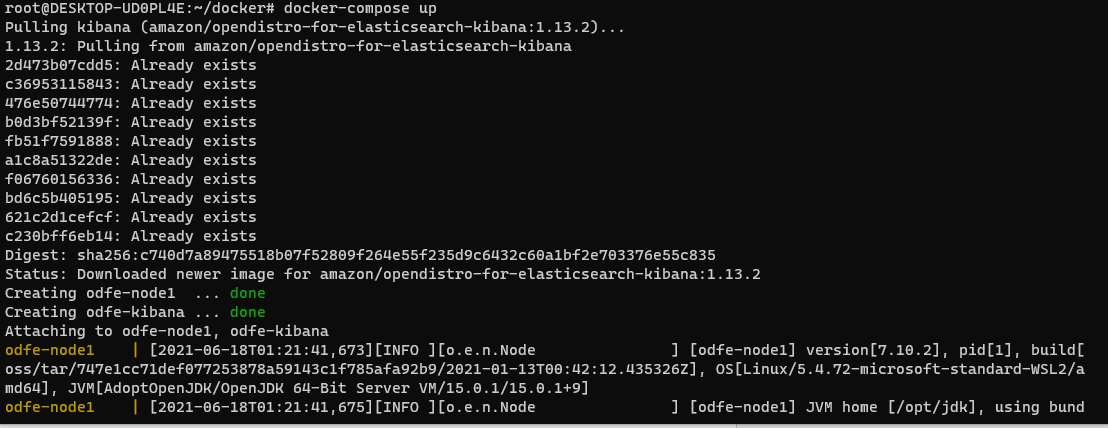 root@DESKTOP-UD0PL4E:~/docker# docker-compose up
Pulling kibana (amazon/opendistro-for-elasticsearch-kibana:1.13.2)...
1.13.2: Pulling from amazon/opendistro-for-elasticsearch-kibana
2d473b07cdd5: Already exists
c36953115843: Already exists
476e50744774: Already exists
b0d3bf52139f: Already exists
fb51f7591888: Already exists
a1c8a51322de: Already exists
f06760156336: Already exists
bd6c5b405195: Already exists
621c2d1cefcf: Already exists
c230bff6eb14: Already exists
Digest: sha256:c740d7a89475518b07f52809f264e55f235d9c6432c60a1bf2e703376e55c835
Status: Downloaded newer image for amazon/opendistro-for-elasticsearch-kibana:1.13.2
Creating odfe-node1  ... done
Creating odfe-kibana ... done
Attaching to odfe-node1, odfe-kibana
odfe-node1    | [2021-06-18T01:21:41,673][INFO ][o.e.n.Node               ] [odfe-node1] version[7.10.2], pid[1], build[
oss/tar/747e1cc71def077253878a59143c1f785afa92b9/2021-01-13T00:42:12.435326Z], OS[Linux/5.4.72-microsoft-standard-WSL2/a
md64], JVM[AdoptOpenJDK/OpenJDK 64-Bit Server VM/15.0.1/15.0.1+9]
odfe-node1    | [2021-06-18T01:21:41,675][INFO ][o.e.n.Node               ] [odfe-node1] JVM home [/opt/jdk], using bund